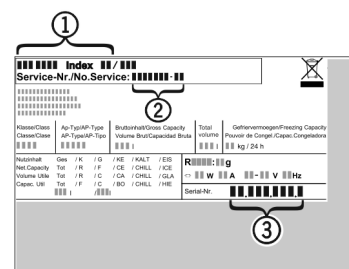 1
Index /
Service-Nr./No.Service: -
2
Klasse/Class Ap-Typ/AP-Type Bruttoinhalt/Gross Capacity Total Gefriervermoegen/Freezing Capacity
Classe/Clase AP-Type/AP-Tipo Volume Brut/Capacidad Bruta volume Pouvoir de Congel./Capac.Congeladora
l l kg / 24 h
Nutzinhalt Ges / K / G / KE / KALT / EIS
Net.Capacity Tot / R / F / CE / CHILL / ICE
Volume Utile Tot / R / C / CA / CHILL / GLA
Capac. Util Tot / F / C / BO / CHILL / HIE
l / l
R : g
W A - V Hz
Serial-Nr. . . .
3